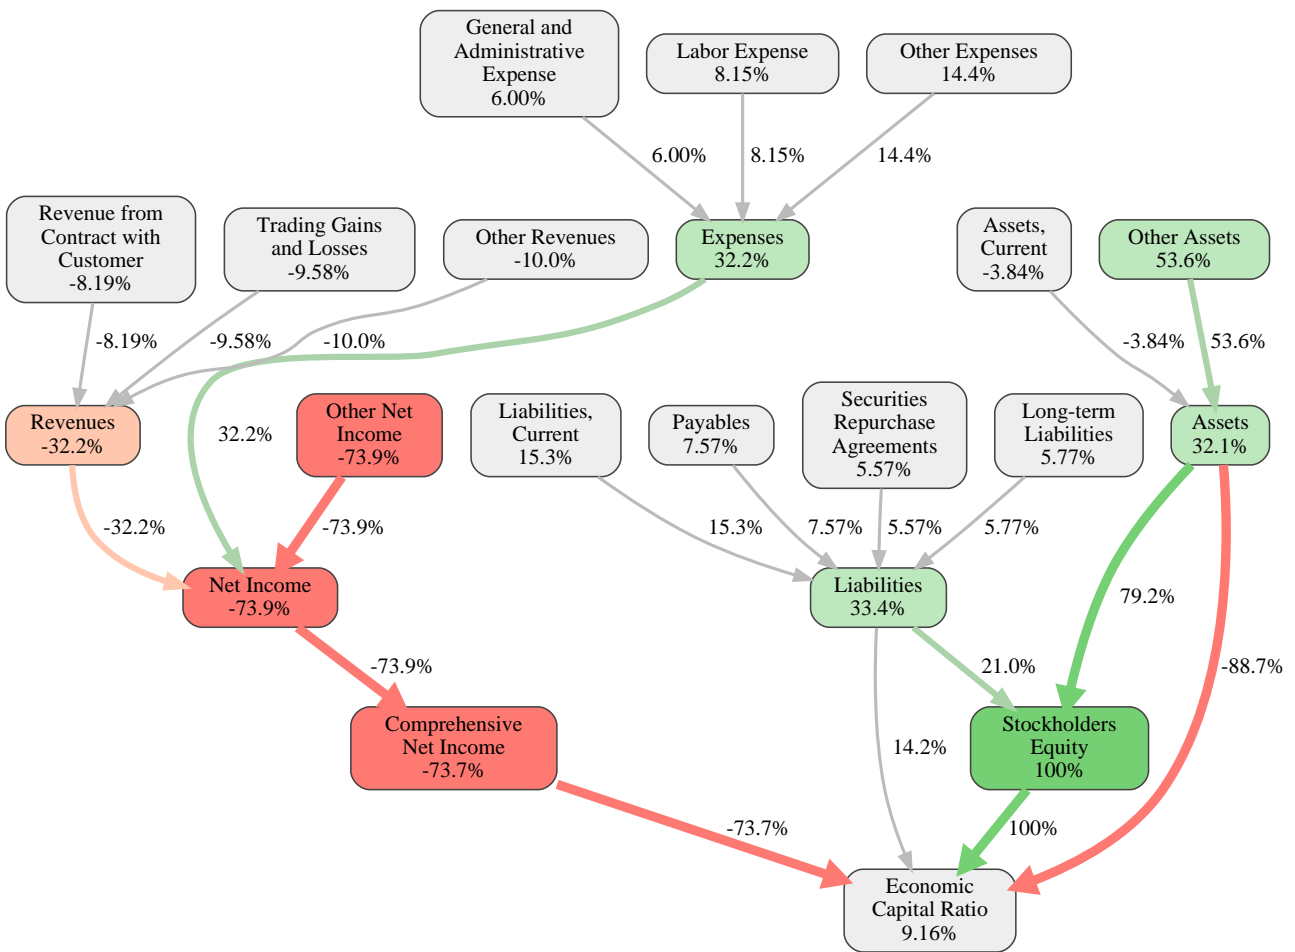 General and
Administrative
Expense
6.00%
Labor Expense
8.15%
Other Expenses
14.4%
6.00%
8.15%
14.4%
Revenue from
Contract with
Customer
-8.19%
Trading Gains
and Losses
-9.58%
Other Revenues
-10.0%
Expenses
32.2%
Assets,
Current
-3.84%
Other Assets
53.6%
-8.19%
-9.58%
-10.0%
-3.84%
53.6%
Revenues
-32.2%
Other Net
Income
-73.9%
Liabilities,
Current
15.3%
Payables
7.57%
Securities
Repurchase
Agreements
5.57%
Long-term
Liabilities
5.77%
Assets
32.1%
32.2%
-32.2%
-73.9%
15.3%
7.57%
5.57%
5.77%
Net Income
-73.9%
Liabilities
33.4%
79.2%
-73.9%
21.0%
-88.7%
Comprehensive
Net Income
-73.7%
14.2%
Stockholders
Equity
100%
-73.7%
100%
Economic
Capital Ratio
9.16%